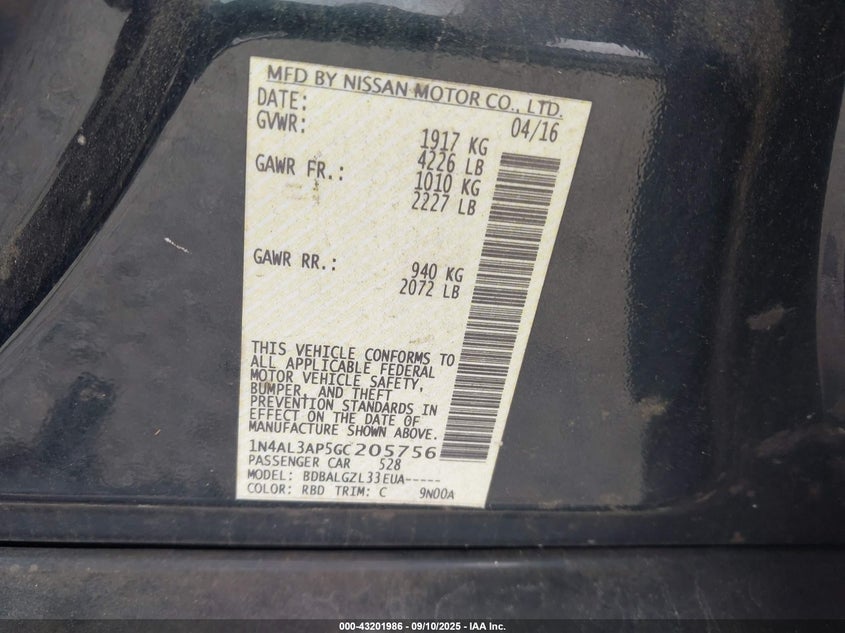 MFD BY NISSAN MOTOR CO., LTD.
DATE: 04/16
GVWR: 1917 KG
4226 LB
GAWR FR.: 1010 KG
2227 LB
GAWR RR.: 940 KG
2072 LB
THIS VEHICLE CONFORMS TO
ALL APPLICABLE FEDERAL
MOTOR VEHICLE SAFETY,
BUMPER, AND THEFT
PREVENTION STANDARDS IN
EFFECT ON THE DATE OF
MANUFACTURE SHOWN ABOVE.
1N4AL3AP5GC205756
PASSENGER CAR 528
MODEL: BDBALGZL33EUA-----
COLOR: RBD TRIM: C 9N00A
000-43201986 - 09/10/2025 - IAA Inc.